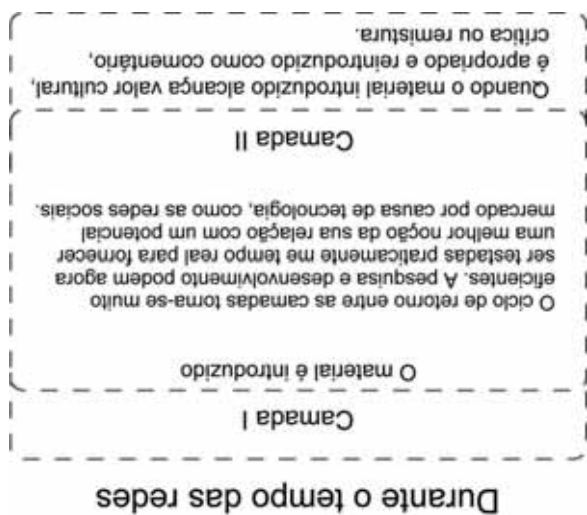 Durante o tempo das redes
Camada I
O material é introduzido
O ciclo de retorno entre as camadas torna-se muito
eficientes. A pesquisa e desenvolvimento podem agora
ser testadas praticamente me tempo real para fornecer
uma melhor noção da sua relação com um potencial
mercado por causa de tecnologia, como as redes sociais.
Camada II
Quando o material introduzido alcança valor cultural,
é apropriado e reintroduzido como comentário,
crítica ou remistura.